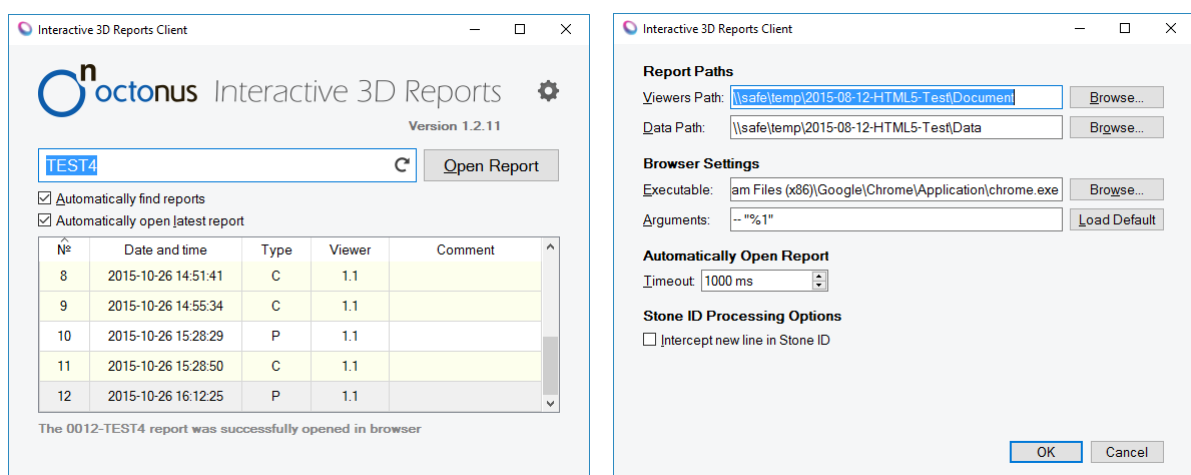 Interactive 3D Reports Client
octonus Interactive 3D Reports
n
Version 1.2.11
TEST4 Open Report
Automatically find reports
Automatically open latest report
№ Date and time Type Viewer Comment
8 2015-10-26 14:51:41 C 1.1
9 2015-10-26 14:55:34 C 1.1
10 2015-10-26 15:28:29 P 1.1
11 2015-10-26 15:28:50 C 1.1
12 2015-10-26 16:12:25 P 1.1
The 0012-TEST4 report was successfully opened in browser
Interactive 3D Reports Client
Report Paths
Viewers Path: \\safe\temp\2015-08-12-HTML5-Test\Document Browse...
Data Path: \\safe\temp\2015-08-12-HTML5-Test\Data Browse...
Browser Settings
Executable: am Files (x86)\Google\Chrome\Application\chrome.exe Browse...
Arguments: -- "%1" Load Default
Automatically Open Report
Timeout: 1000 ms
Stone ID Processing Options
Intercept new line in Stone ID
OK Cancel